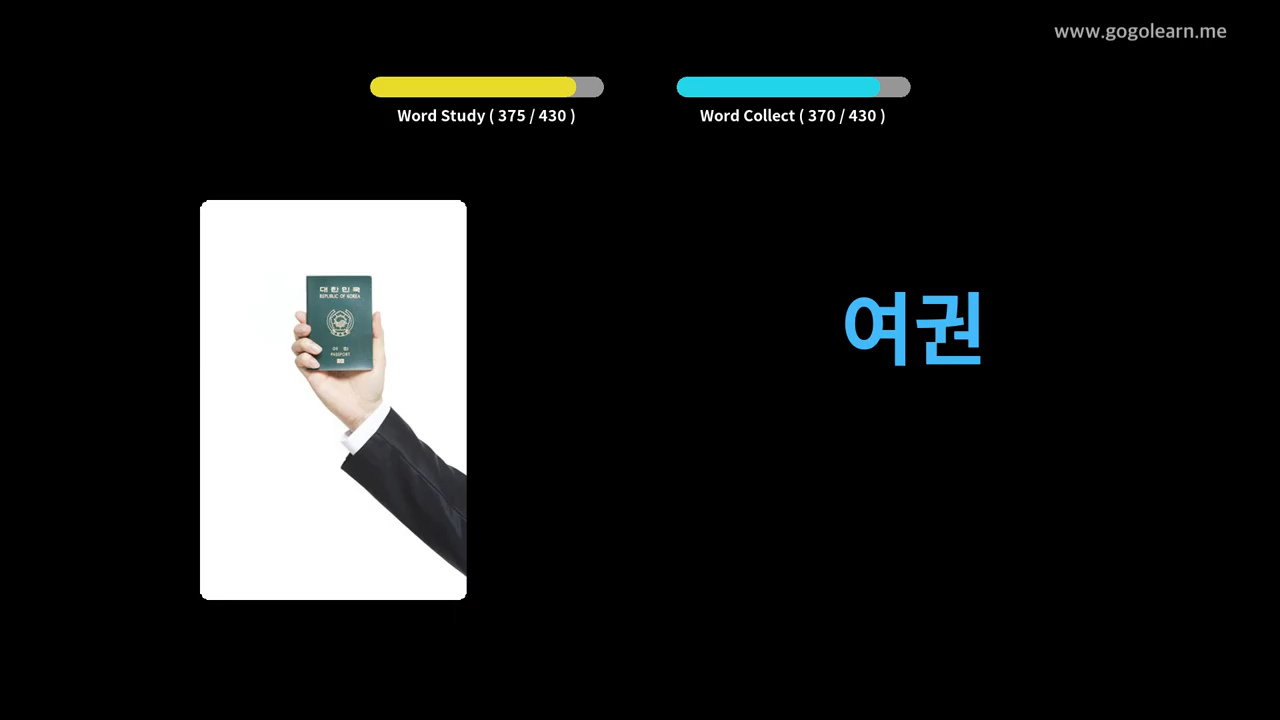 www.gogolearn.me
Word Study ( 375 / 430 )
Word Collect ( 370 / 430 )
대한민국
REPUBLIC OF KOREA
여권
PASSPORT
여권